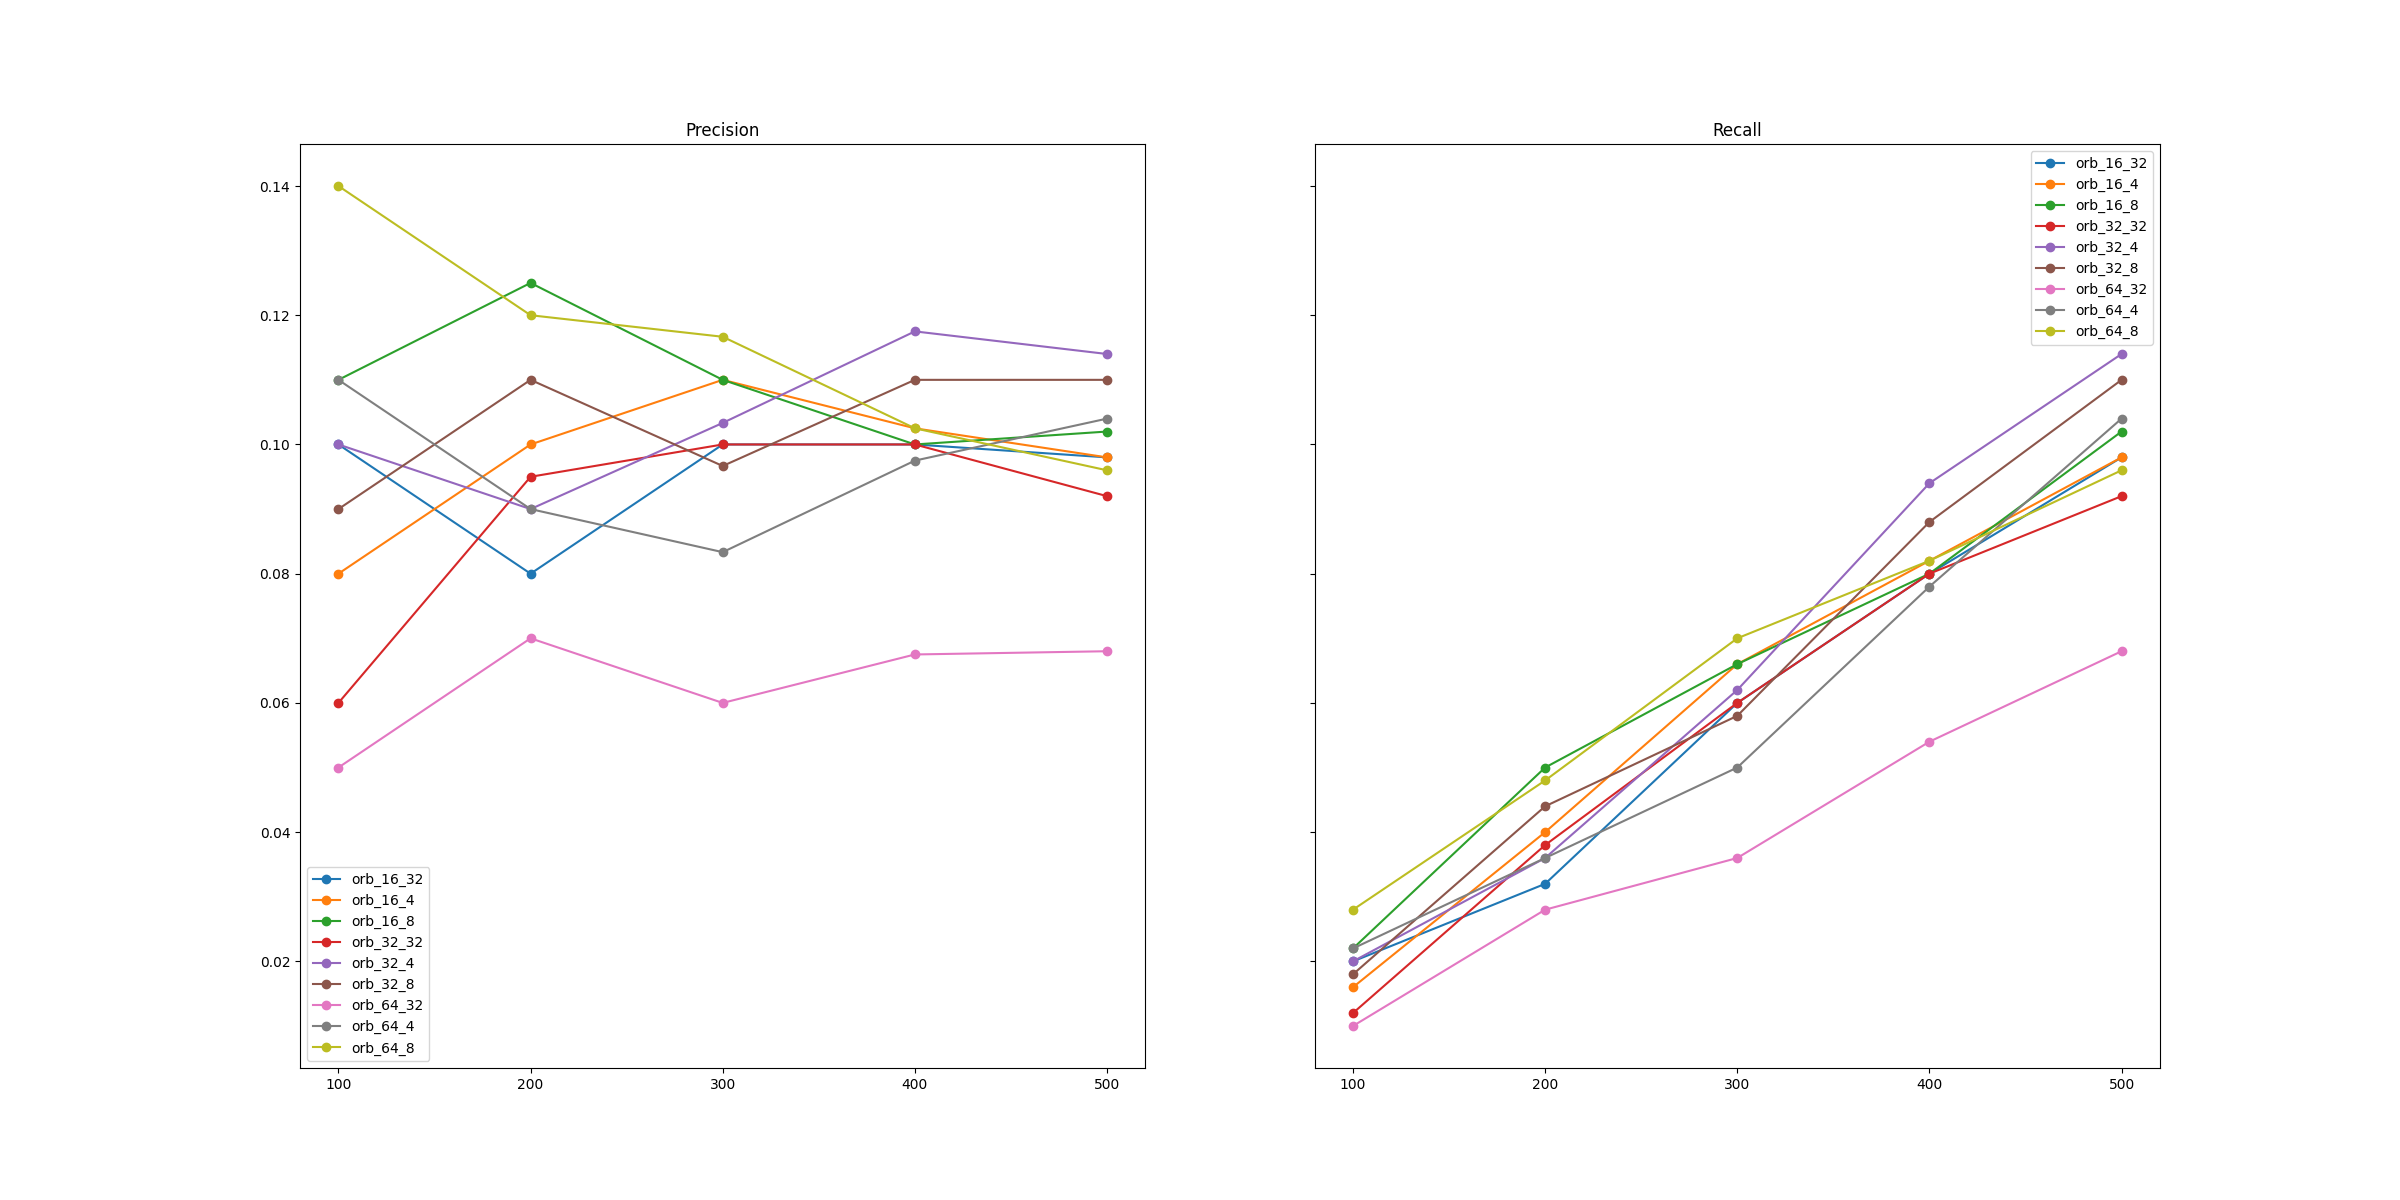 Precision
0.14
0.12
0.10
0.08
0.06
0.04
0.02
orb_16_32
orb_16_4
orb_16_8
orb_32_32
orb_32_4
orb_32_8
orb_64_32
orb_64_4
orb_64_8
100 200 300 400 500
Recall
orb_16_32
orb_16_4
orb_16_8
orb_32_32
orb_32_4
orb_32_8
orb_64_32
orb_64_4
orb_64_8
100 200 300 400 500